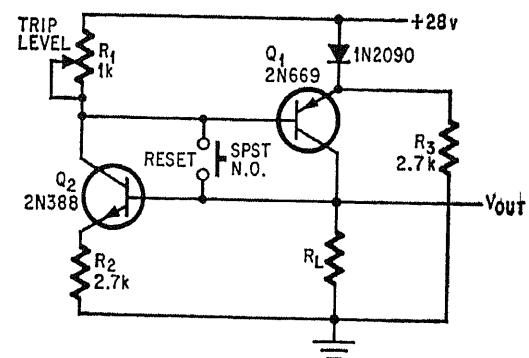 TRIP
LEVEL
R1
1k
+28v
Q1
2N669
1N2090
R3
2.7k
RESET
SPST
N.O.
Q2
2N388
Vout
R2
2.7k
RL